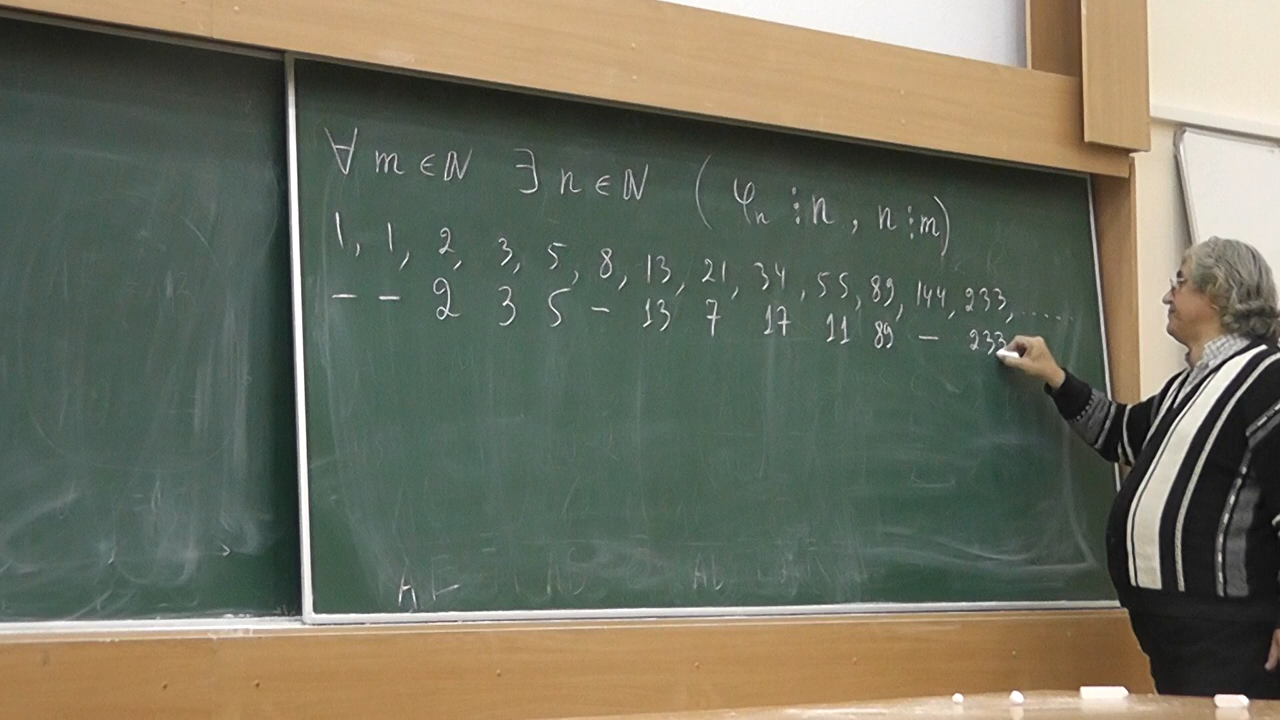 ∀ m ∈ ℕ ∃ n ∈ ℕ (φₙ ⋮ n, n ⋮ m)
1, 1, 2, 3, 5, 8, 13, 21, 34, 55, 89, 144, 233, .....
– – 2 3 5 – 13 7 17 11 89 – 233